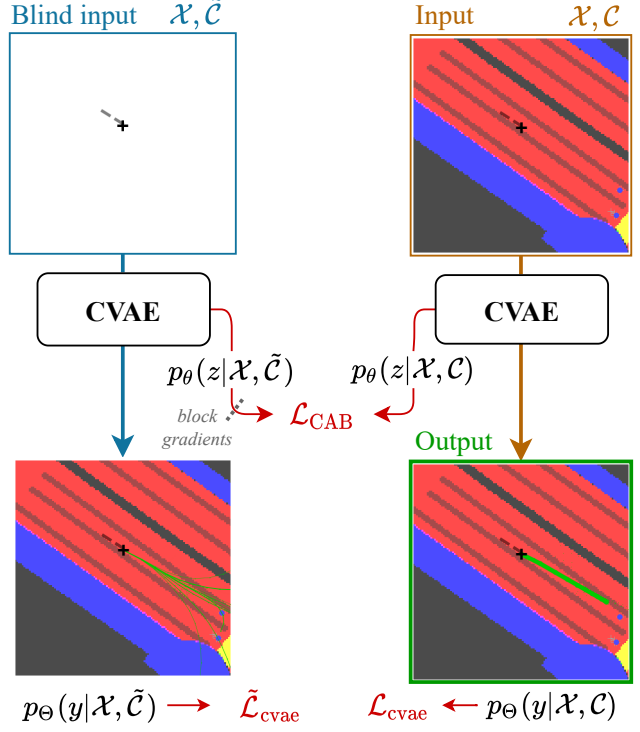 Blind input 𝒳, 𝒞̃
Input 𝒳, 𝒞
CVAE
CVAE
p_θ(z|𝒳, 𝒞̃)
p_θ(z|𝒳, 𝒞)
block
gradients
ℒ_CAB
Output
p_Θ(y|𝒳, 𝒞̃) → ℒ̃_cvae
ℒ_cvae ← p_Θ(y|𝒳, 𝒞)